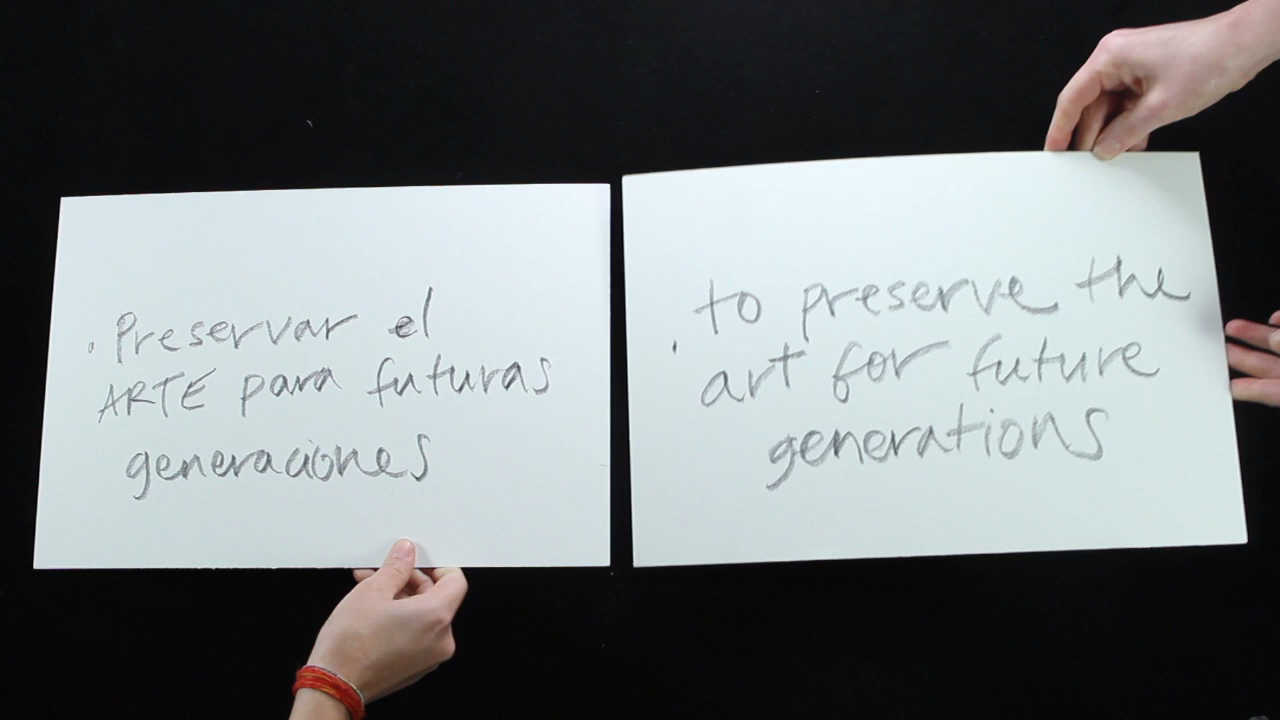 . Preservar el
ARTE para futuras
generaciones
. to preserve the
art for future
generations